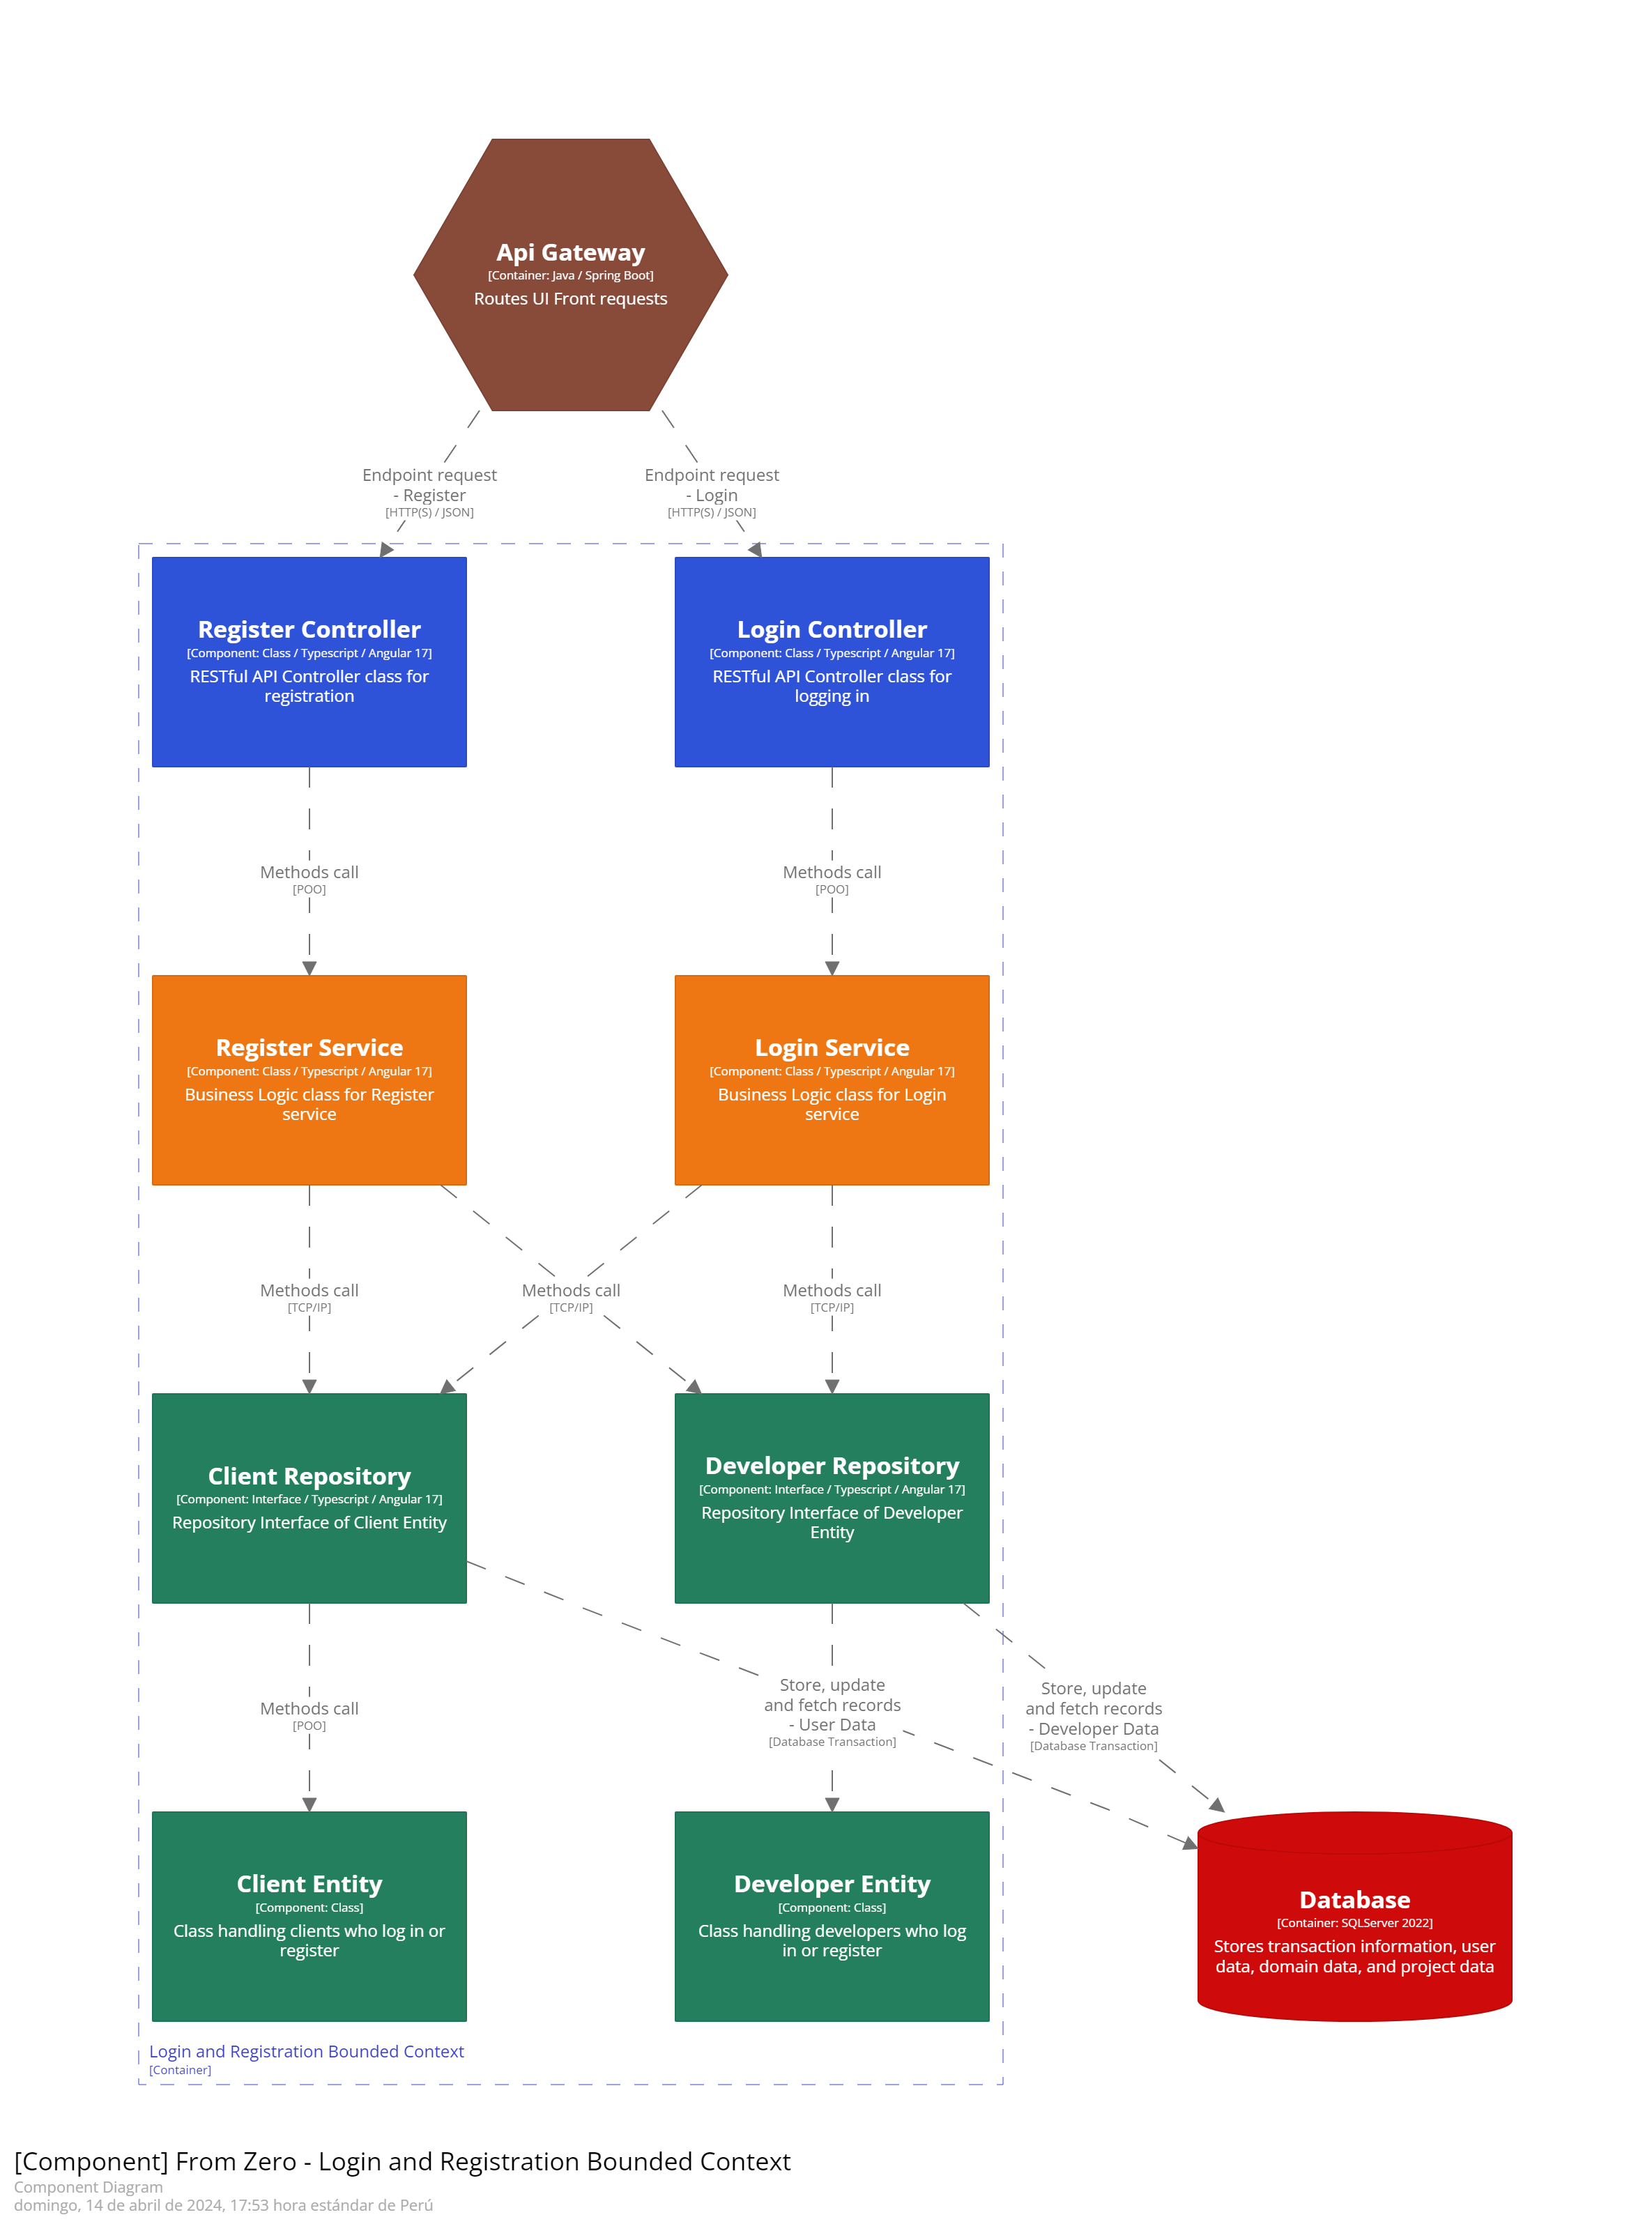 Api Gateway
[Container: Java / Spring Boot]
Routes UI Front requests
Endpoint request
- Register
[HTTP(S) / JSON]
Endpoint request
- Login
[HTTP(S) / JSON]
Register Controller
[Component: Class / Typescript / Angular 17]
RESTful API Controller class for
registration
Login Controller
[Component: Class / Typescript / Angular 17]
RESTful API Controller class for
logging in
Methods call
[POO]
Methods call
[POO]
Register Service
[Component: Class / Typescript / Angular 17]
Business Logic class for Register
service
Login Service
[Component: Class / Typescript / Angular 17]
Business Logic class for Login
service
Methods call
[TCP/IP]
Methods call
[TCP/IP]
Methods call
[TCP/IP]
Client Repository
[Component: Interface / Typescript / Angular 17]
Repository Interface of Client Entity
Developer Repository
[Component: Interface / Typescript / Angular 17]
Repository Interface of Developer
Entity
Methods call
[POO]
Store, update
and fetch records
- User Data
[Database Transaction]
Store, update
and fetch records
- Developer Data
[Database Transaction]
Client Entity
[Component: Class]
Class handling clients who log in or
register
Developer Entity
[Component: Class]
Class handling developers who log
in or register
Database
[Container: SQLServer 2022]
Stores transaction information, user
data, domain data, and project data
Login and Registration Bounded Context
[Container]
[Component] From Zero - Login and Registration Bounded Context
Component Diagram
domingo, 14 de abril de 2024, 17:53 hora estándar de Perú